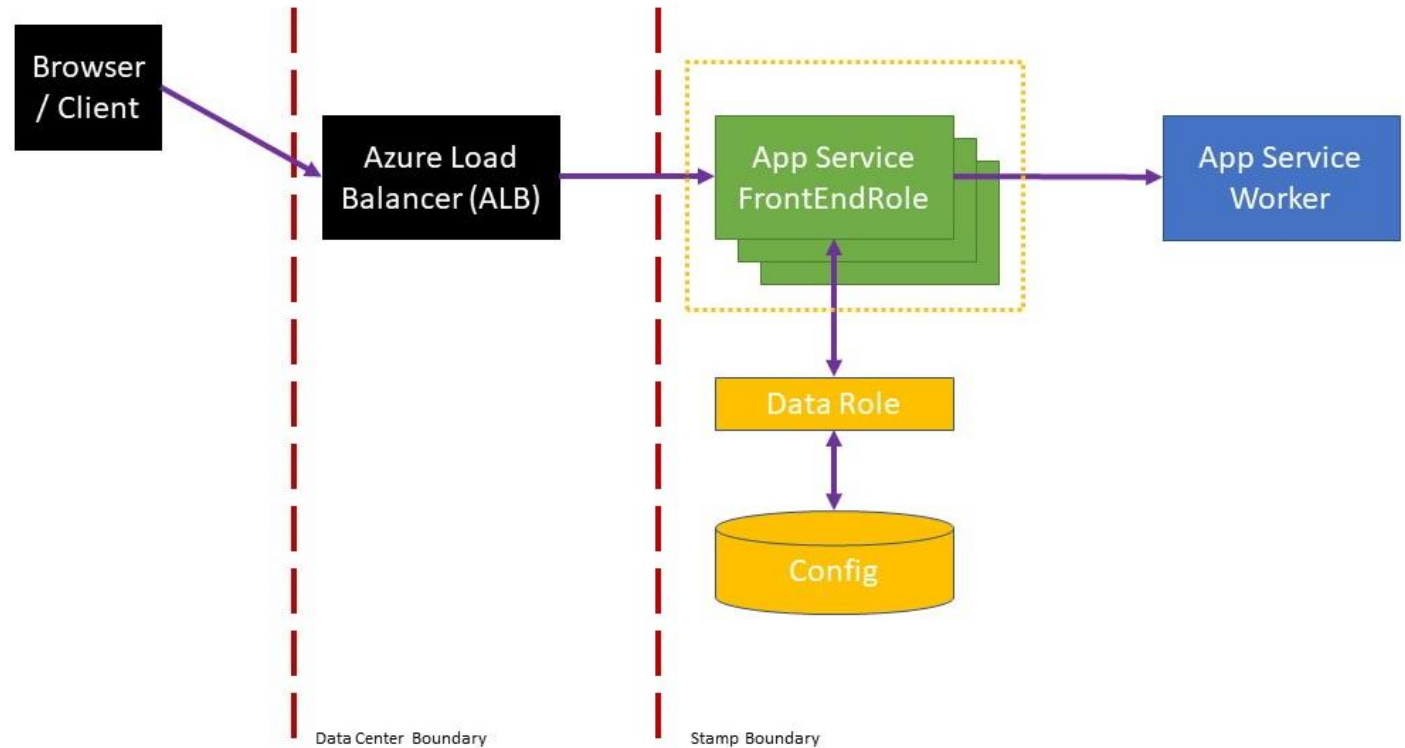 Browser
/ Client
Azure Load
Balancer (ALB)
App Service
FrontEndRole
App Service
Worker
Data Role
Config
Data Center Boundary
Stamp Boundary